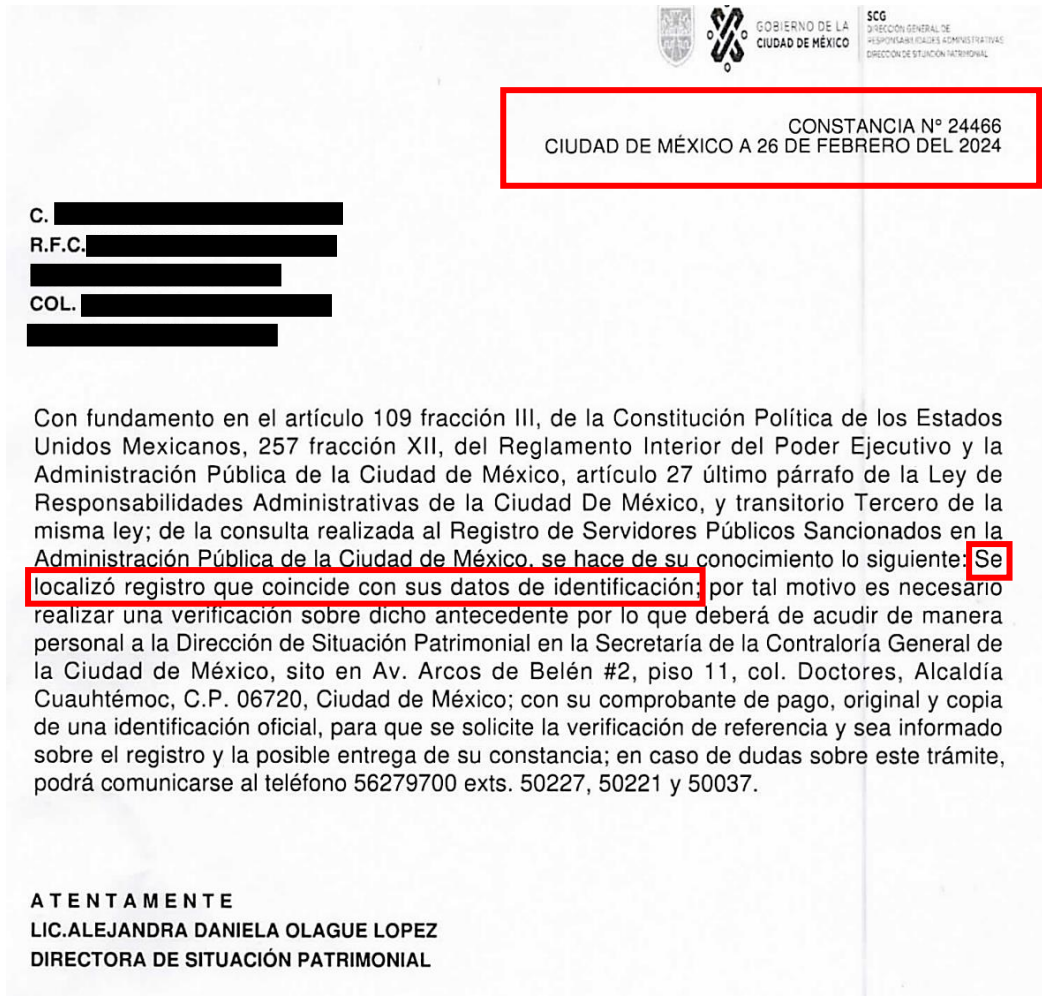 GOBIERNO DE LA
CIUDAD DE MÉXICO
SCG
DIRECCIÓN GENERAL DE
RESPONSABILIDADES ADMINISTRATIVAS
DIRECCIÓN DE SITUACIÓN PATRIMONIAL
CONSTANCIA N° 24466
CIUDAD DE MÉXICO A 26 DE FEBRERO DEL 2024
C.
R.F.C.
COL.
Con fundamento en el artículo 109 fracción III, de la Constitución Política de los Estados
Unidos Mexicanos, 257 fracción XII, del Reglamento Interior del Poder Ejecutivo y la
Administración Pública de la Ciudad de México, artículo 27 último párrafo de la Ley de
Responsabilidades Administrativas de la Ciudad De México, y transitorio Tercero de la
misma ley; de la consulta realizada al Registro de Servidores Públicos Sancionados en la
Administración Pública de la Ciudad de México, se hace de su conocimiento lo siguiente: Se
localizó registro que coincide con sus datos de identificación; por tal motivo es necesario
realizar una verificación sobre dicho antecedente por lo que deberá de acudir de manera
personal a la Dirección de Situación Patrimonial en la Secretaría de la Contraloría General de
la Ciudad de México, sito en Av. Arcos de Belén #2, piso 11, col. Doctores, Alcaldía
Cuauhtémoc, C.P. 06720, Ciudad de México; con su comprobante de pago, original y copia
de una identificación oficial, para que se solicite la verificación de referencia y sea informado
sobre el registro y la posible entrega de su constancia; en caso de dudas sobre este trámite,
podrá comunicarse al teléfono 56279700 exts. 50227, 50221 y 50037.
A T E N T A M E N T E
LIC.ALEJANDRA DANIELA OLAGUE LOPEZ
DIRECTORA DE SITUACIÓN PATRIMONIAL